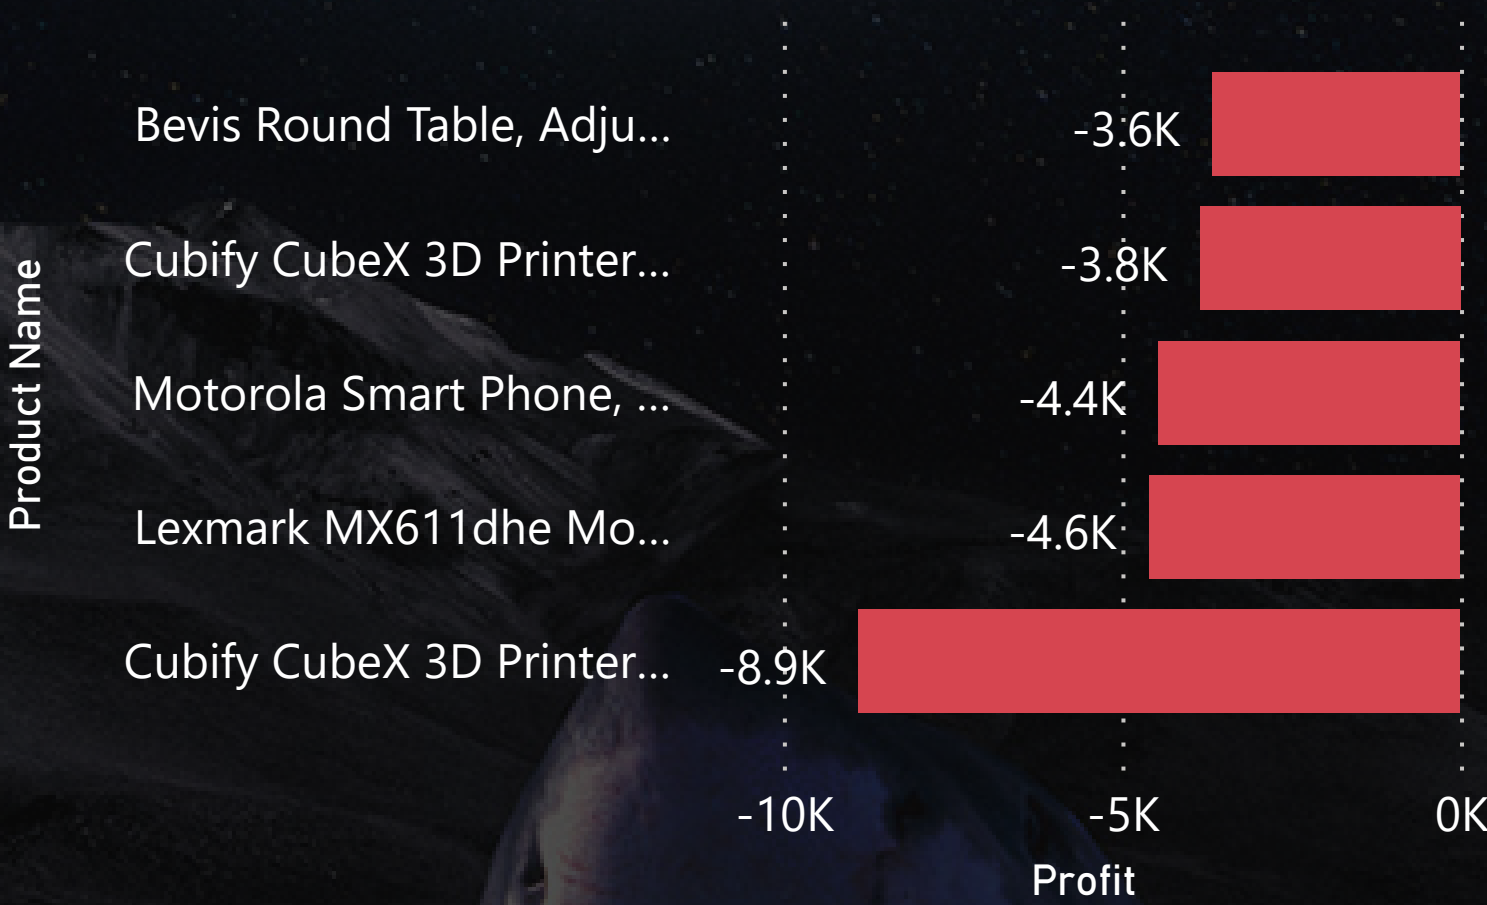 Product Name
Bevis Round Table, Adju... -3.6K
Cubify CubeX 3D Printer... -3.8K
Motorola Smart Phone, ... -4.4K
Lexmark MX611dhe Mo... -4.6K
Cubify CubeX 3D Printer... -8.9K
-10K -5K 0K
Profit